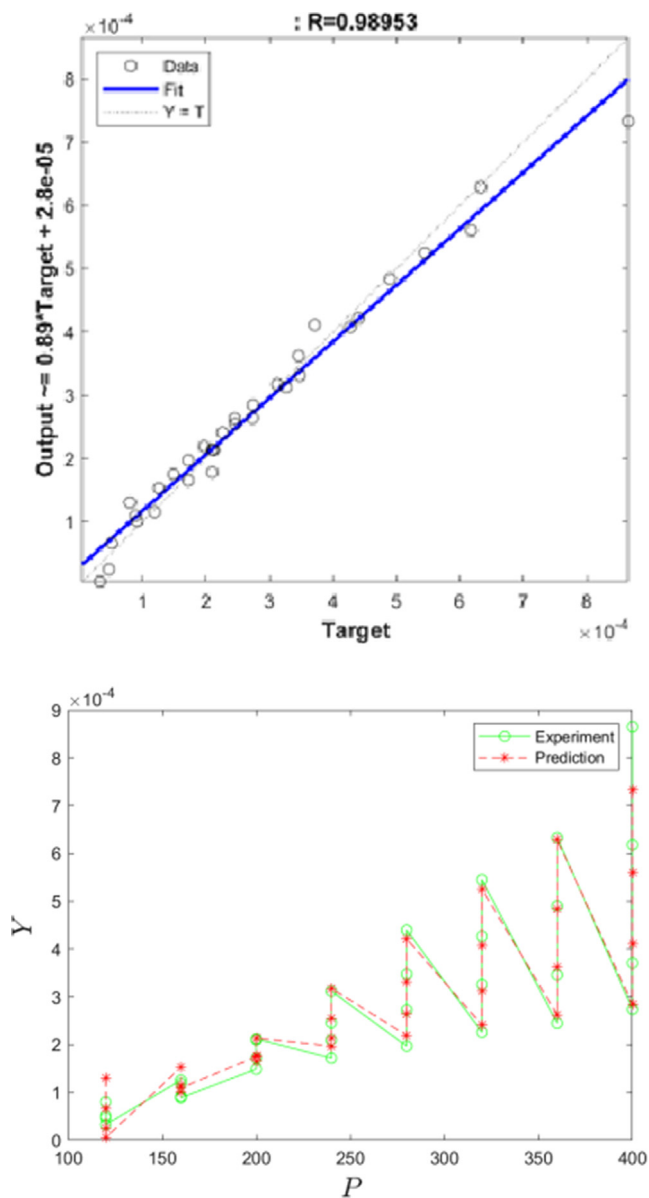 ×10⁻⁴
: R=0.98953
Data
Fit
Y = T
Output ~= 0.89*Target + 2.8e-05
8
7
6
5
4
3
2
1
1 2 3 4 5 6 7 8
Target
×10⁻⁴
×10⁻⁴
Experiment
Prediction
Y
9
8
7
6
5
4
3
2
1
0
100 150 200 250 300 350 400
P